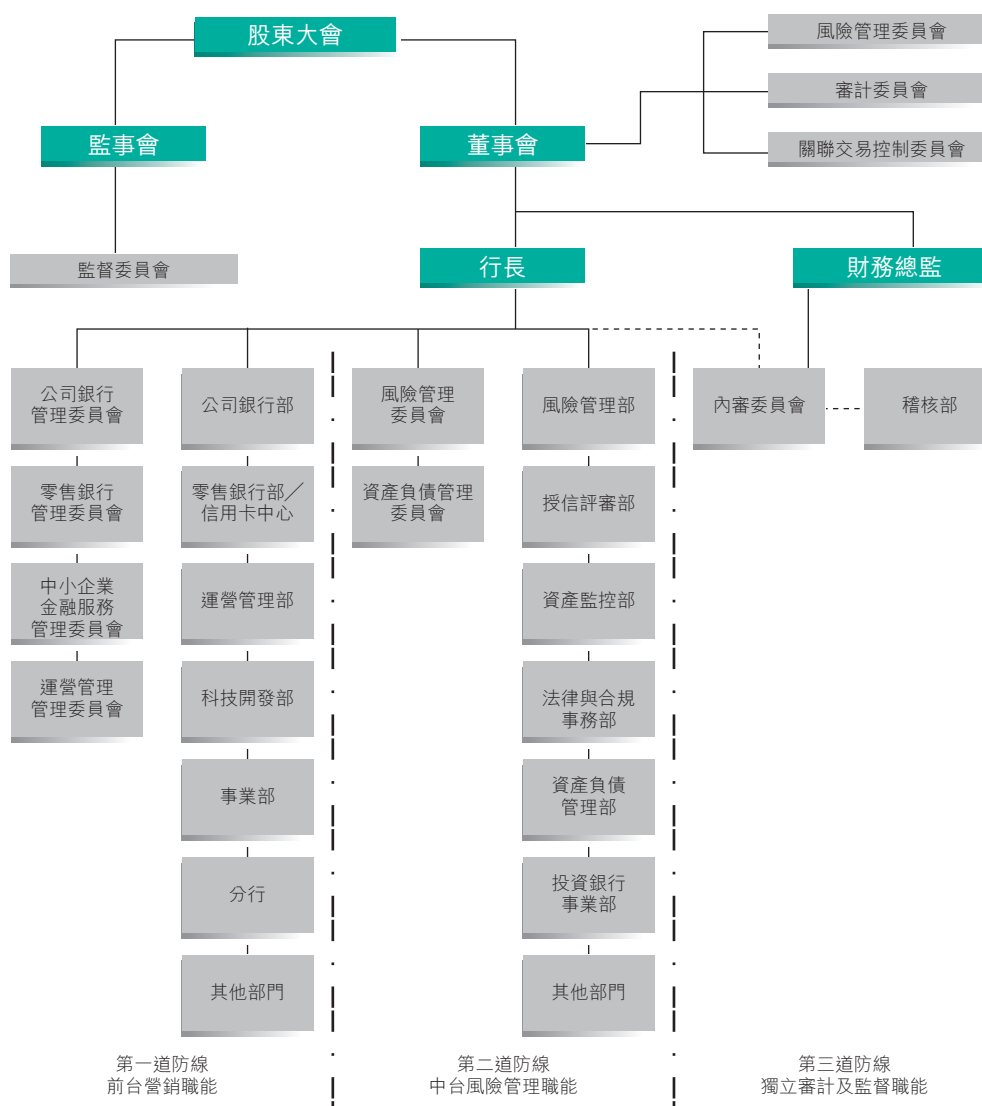 股東大會
風險管理委員會
審計委員會
關聯交易控制委員會
監事會
董事會
監督委員會
行長
財務總監
公司銀行
管理委員會
零售銀行
管理委員會
中小企業
金融服務
管理委員會
運營管理
管理委員會
公司銀行部
零售銀行部／
信用卡中心
運營管理部
科技開發部
事業部
分行
其他部門
風險管理
委員會
資產負債管理
委員會
風險管理部
授信評審部
資產監控部
法律與合規
事務部
資產負債
管理部
投資銀行
事業部
其他部門
內審委員會
稽核部
第一道防線
前台營銷職能
第二道防線
中台風險管理職能
第三道防線
獨立審計及監督職能